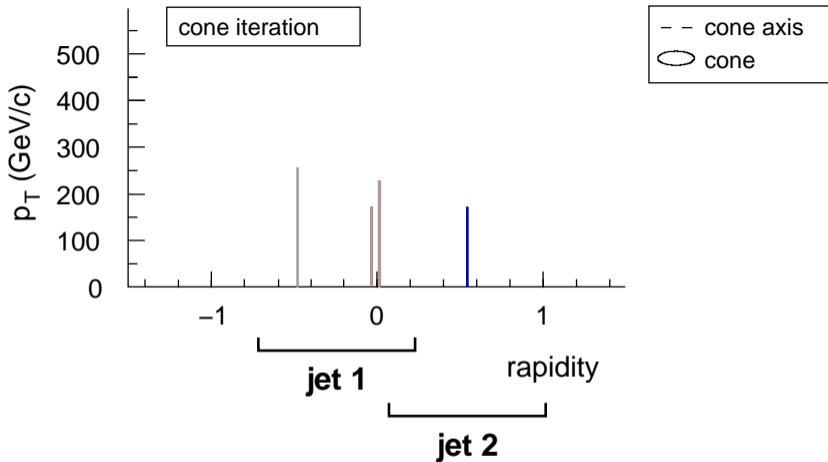 cone iteration
cone axis
cone
p_T (GeV/c)
500
400
300
200
100
0
–1 0 1
rapidity
jet 1
jet 2